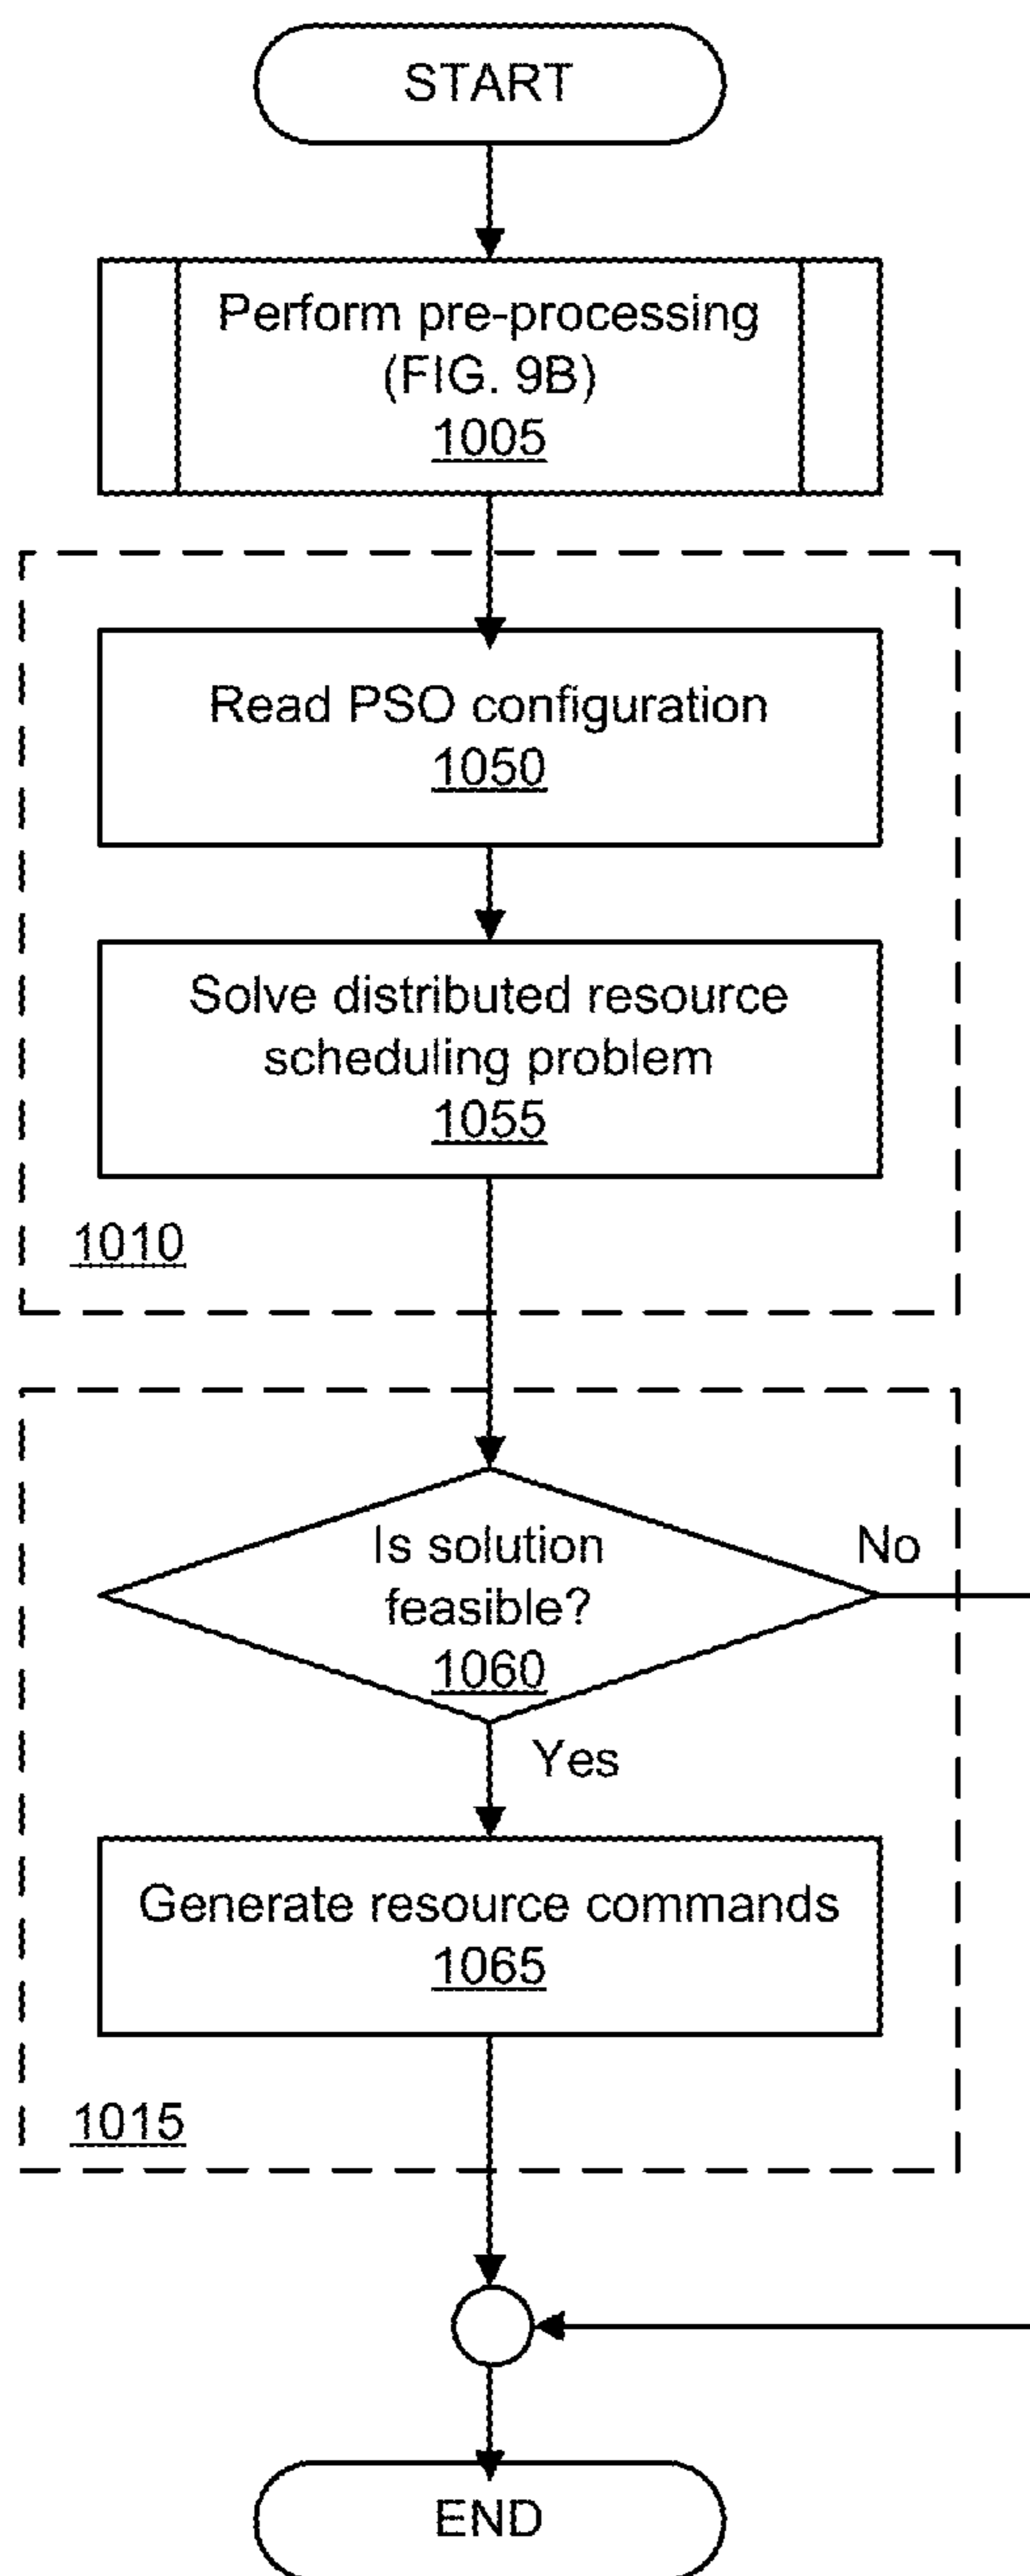 START
Perform pre-processing
(FIG. 9B)
1005
Read PSO configuration
1050
Solve distributed resource
scheduling problem
1055
1010
Is solution
feasible?
1060
No
Yes
Generate resource commands
1065
1015
END